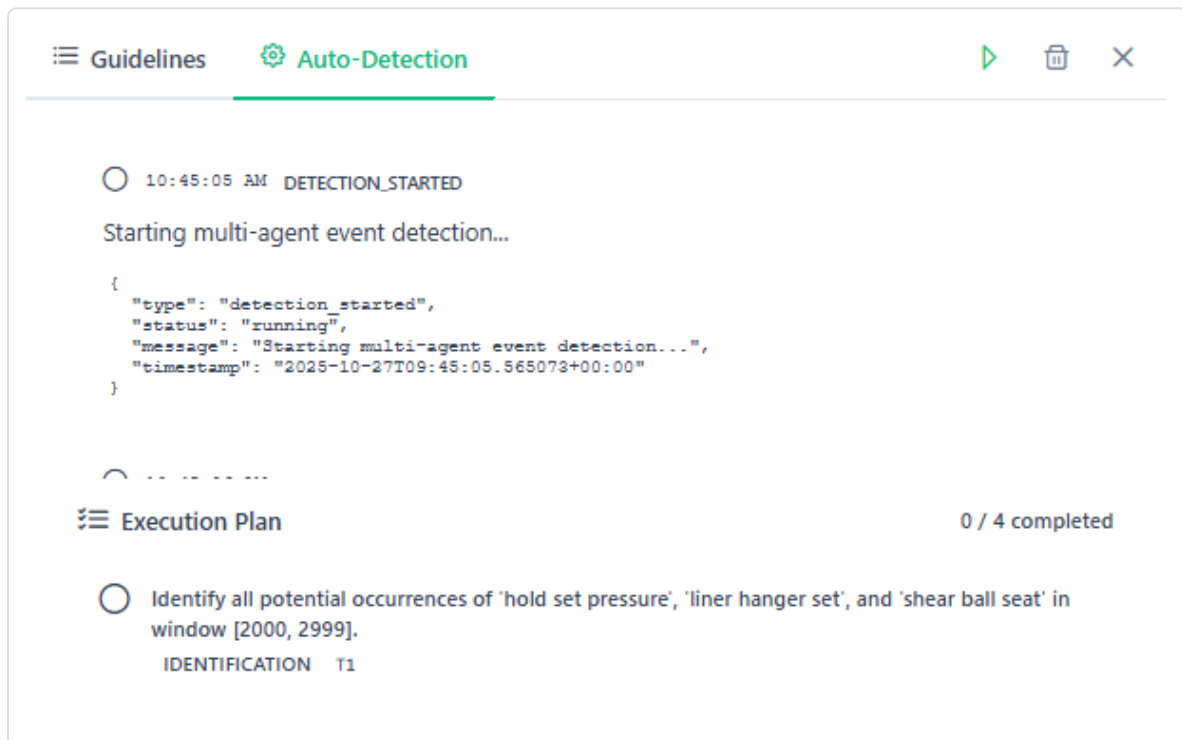 Guidelines Auto-Detection
10:45:05 AM DETECTION_STARTED
Starting multi-agent event detection...
{
"type": "detection_started",
"status": "running",
"message": "Starting multi-agent event detection...",
"timestamp": "2025-10-27T09:45:05.565073+00:00"
}
Execution Plan 0 / 4 completed
Identify all potential occurrences of 'hold set pressure', 'liner hanger set', and 'shear ball seat' in
window [2000, 2999].
IDENTIFICATION T1